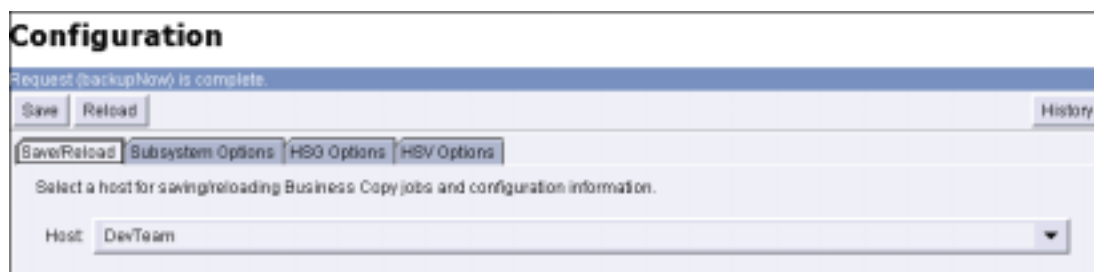 Configuration
Request (backupNow) is complete.
Save Reload History
Save/Reload Subsystem Options HSG Options HSV Options
Select a host for saving/reloading Business Copy jobs and configuration information.
Host: DevTeam